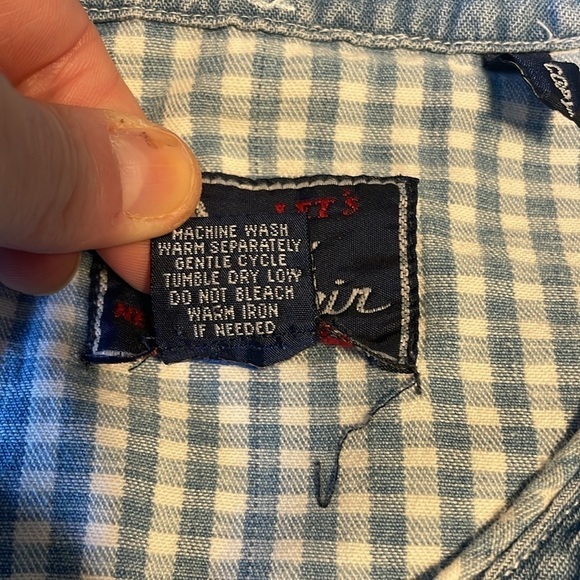 MACHINE WASH
WARM SEPARATELY
GENTLE CYCLE
TUMBLE DRY LOW
DO NOT BLEACH
WARM IRON
IF NEEDED